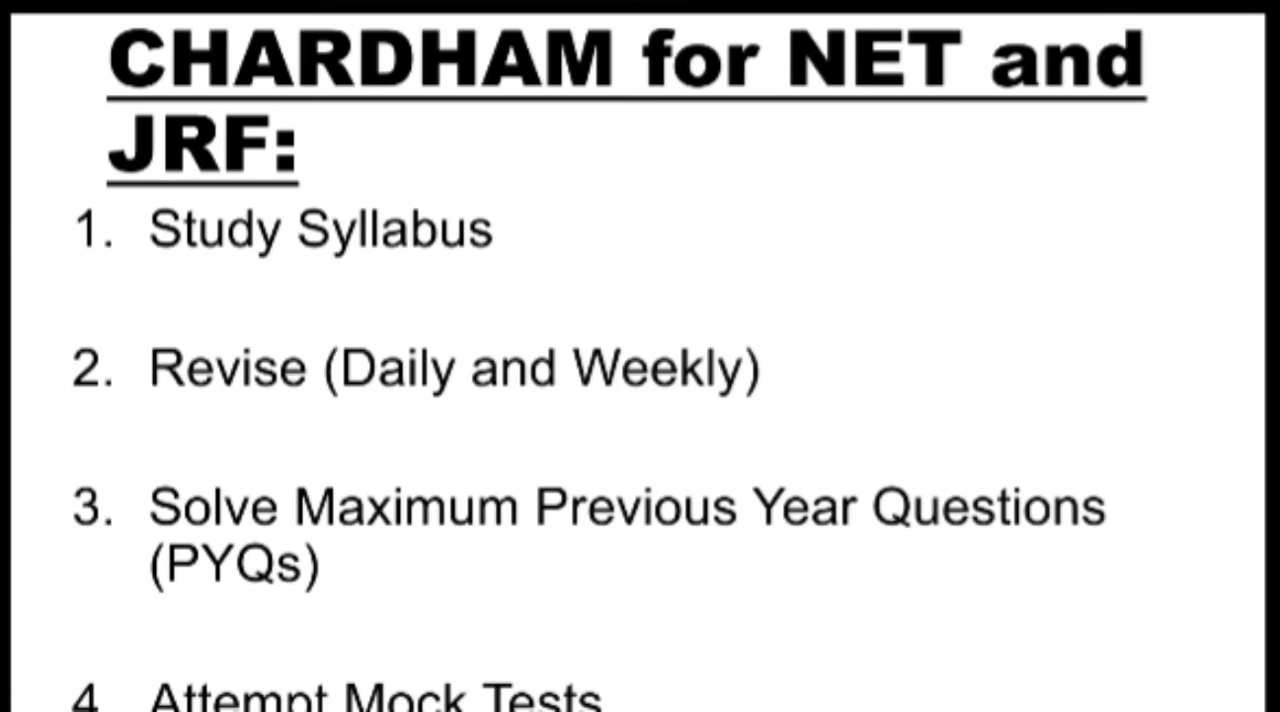 CHARDHAM for NET and
JRF:
1. Study Syllabus
2. Revise (Daily and Weekly)
3. Solve Maximum Previous Year Questions
(PYQs)
4. Attempt Mock Tests